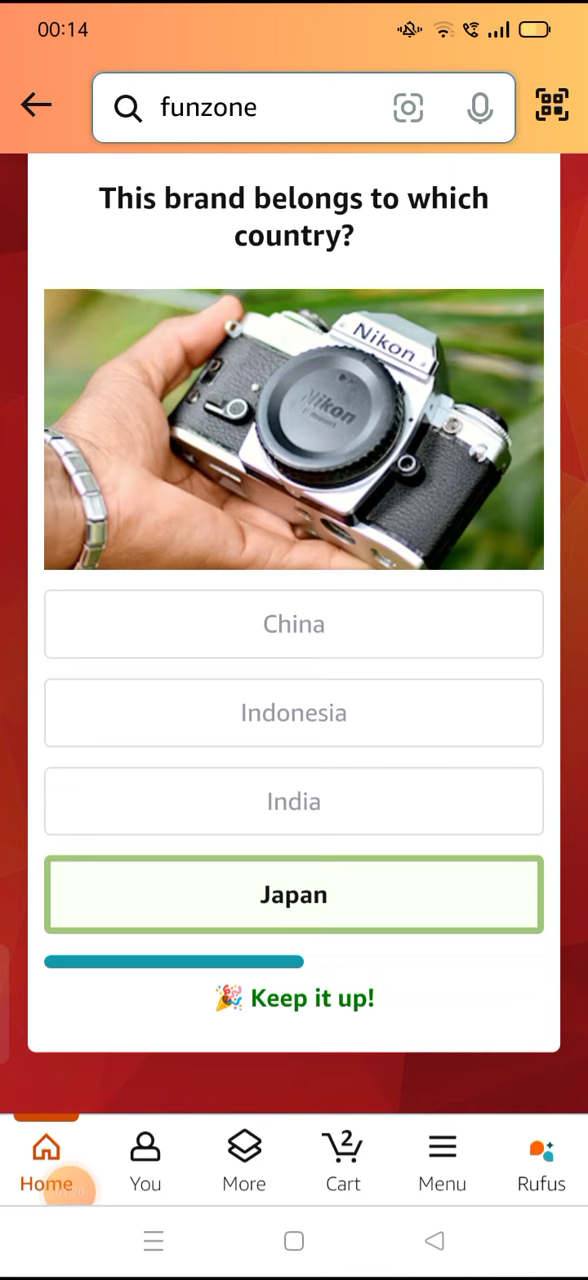 00:14
funzone
This brand belongs to which
country?
Nikon
Nikon
China
Indonesia
India
Japan
🎉 Keep it up!
2
Home
You
More
Cart
Menu
Rufus